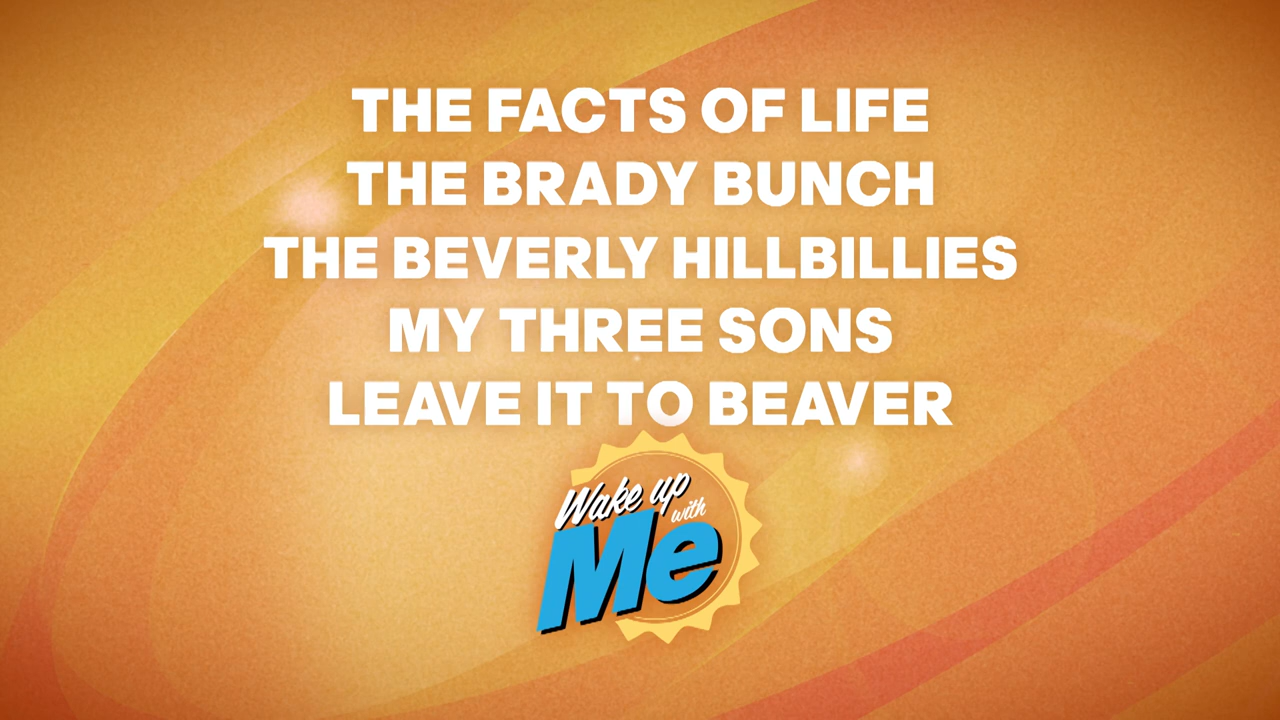 THE FACTS OF LIFE
THE BRADY BUNCH
THE BEVERLY HILLBILLIES
MY THREE SONS
LEAVE IT TO BEAVER
Wake up
with
Me